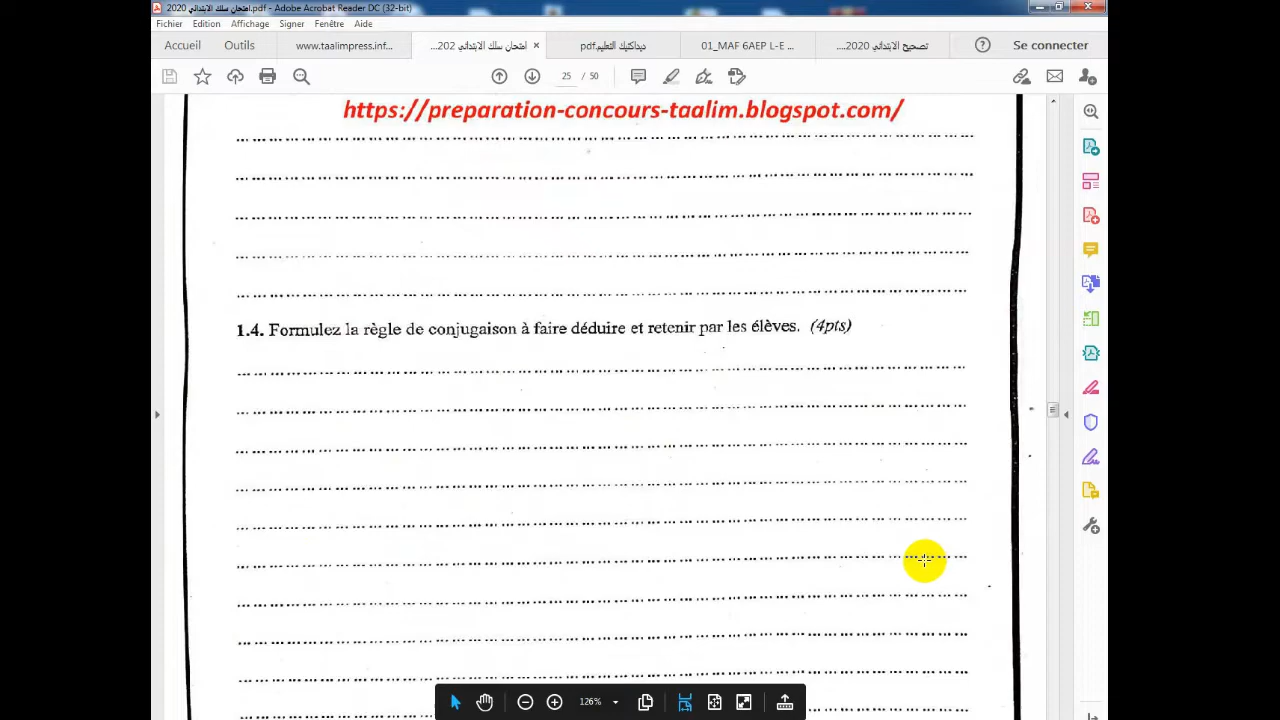 امتحان سلك الابتدائي 2020.pdf - Adobe Acrobat Reader DC (32-bit)
Fichier Edition Affichage Signer Fenêtre Aide
Accueil Outils www.taalimpress.inf... امتحان سلك الابتدائي 202... ديداكتيك التعليم.pdf 01_MAF 6AEP L-E ... تصحيح الابتدائي 2020.... Se connecter
25 / 50
https://preparation-concours-taalim.blogspot.com/
1.4. Formulez la règle de conjugaison à faire déduire et retenir par les élèves. (4pts)
126%